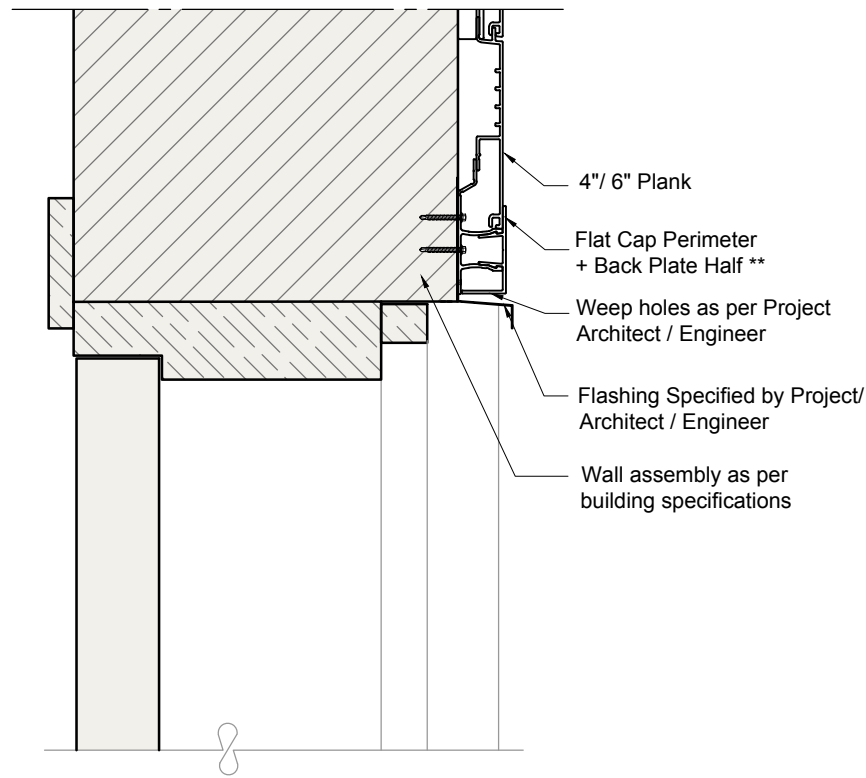 4"/ 6" Plank
Flat Cap Perimeter
+ Back Plate Half **
Weep holes as per Project
Architect / Engineer
Flashing Specified by Project/
Architect / Engineer
Wall assembly as per
building specifications